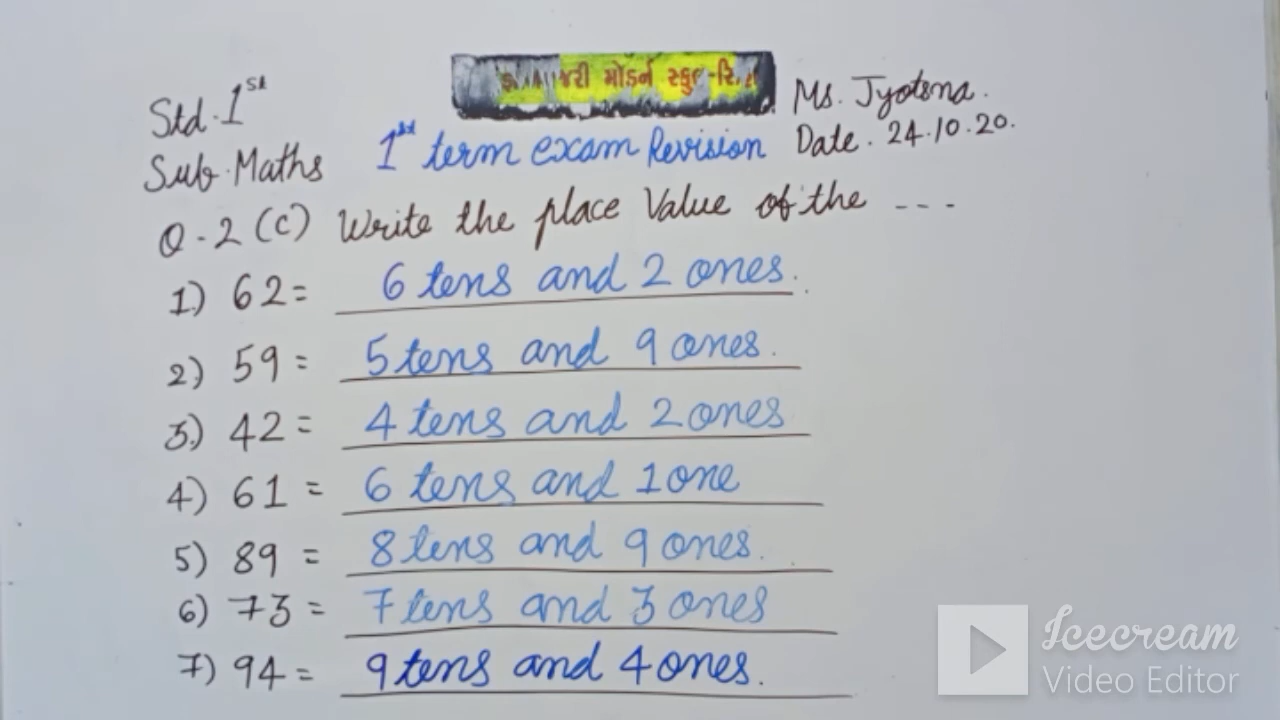 Std. 1st
જરી મોડર્ન સ્કુલ
Ms. Jyotsna.
Sub. Maths
1st term exam Revision
Date. 24.10.20.
Q-2 (C) Write the place Value of the ---
1) 62 = 6 tens and 2 ones.
2) 59 = 5 tens and 9 ones.
3) 42 = 4 tens and 2 ones
4) 61 = 6 tens and 1 one
5) 89 = 8 tens and 9 ones.
6) 73 = 7 tens and 3 ones
7) 94 = 9 tens and 4 ones.
Icecream
Video Editor